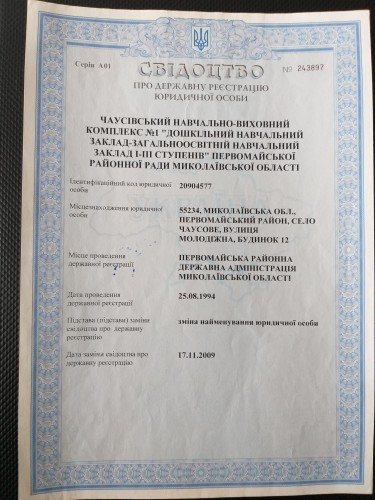 Серія А01
№ 243897
СВІДОЦТВО
ПРО ДЕРЖАВНУ РЕЄСТРАЦІЮ
ЮРИДИЧНОЇ ОСОБИ
ЧАУСІВСЬКИЙ НАВЧАЛЬНО-ВИХОВНИЙ
КОМПЛЕКС №1 "ДОШКІЛЬНИЙ НАВЧАЛЬНИЙ
ЗАКЛАД-ЗАГАЛЬНООСВІТНІЙ НАВЧАЛЬНИЙ
ЗАКЛАД І-ІІІ СТУПЕНІВ" ПЕРВОМАЙСЬКОЇ
РАЙОННОЇ РАДИ МИКОЛАЇВСЬКОЇ ОБЛАСТІ
Ідентифікаційний код юридичної
особи
20904577
Місцезнаходження юридичної
особи
55234, МИКОЛАЇВСЬКА ОБЛ.,
ПЕРВОМАЙСЬКИЙ РАЙОН, СЕЛО
ЧАУСОВЕ, ВУЛИЦЯ
МОЛОДІЖНА, БУДИНОК 12
Місце проведення
державної реєстрації
ПЕРВОМАЙСЬКА РАЙОННА
ДЕРЖАВНА АДМІНІСТРАЦІЯ
МИКОЛАЇВСЬКОЇ ОБЛАСТІ
Дата проведення
державної реєстрації
25.08.1994
Підстава (підстави) заміни
свідоцтва про державну
реєстрацію
зміна найменування юридичної особи
Дата заміни свідоцтва про
державну реєстрацію
17.11.2009